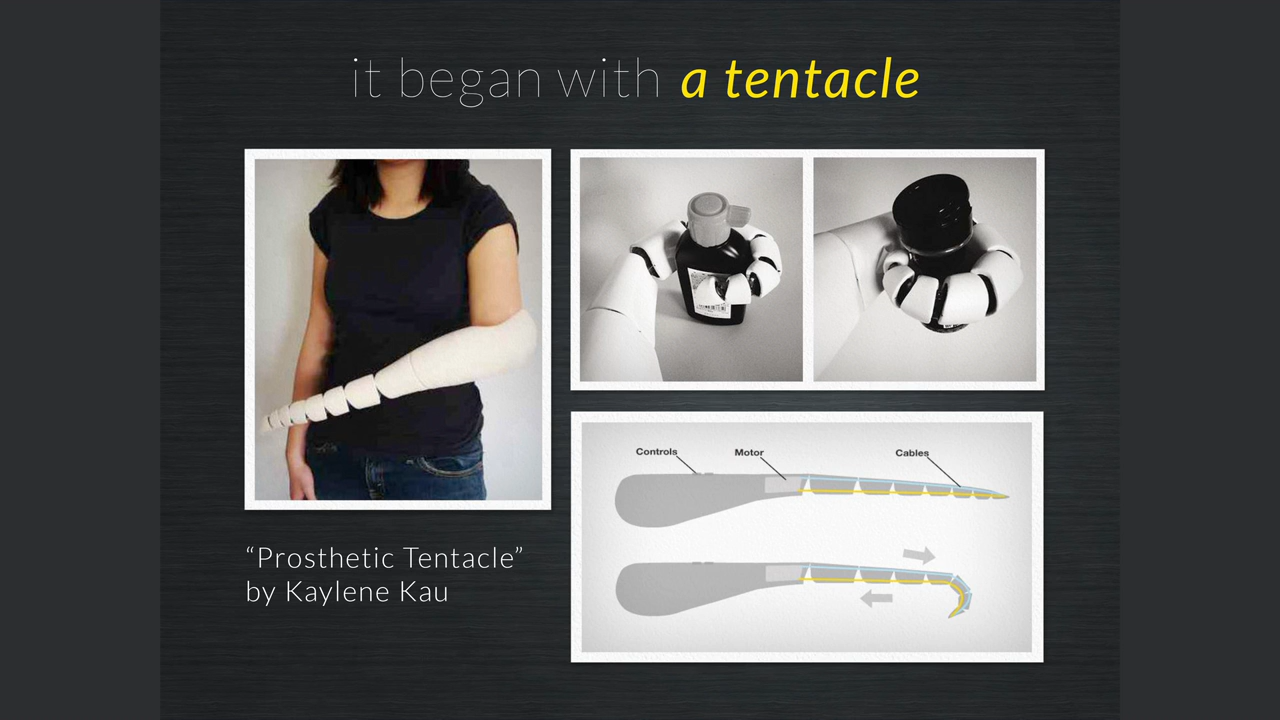 it began with a tentacle
“Prosthetic Tentacle”
by Kaylene Kau
Controls
Motor
Cables